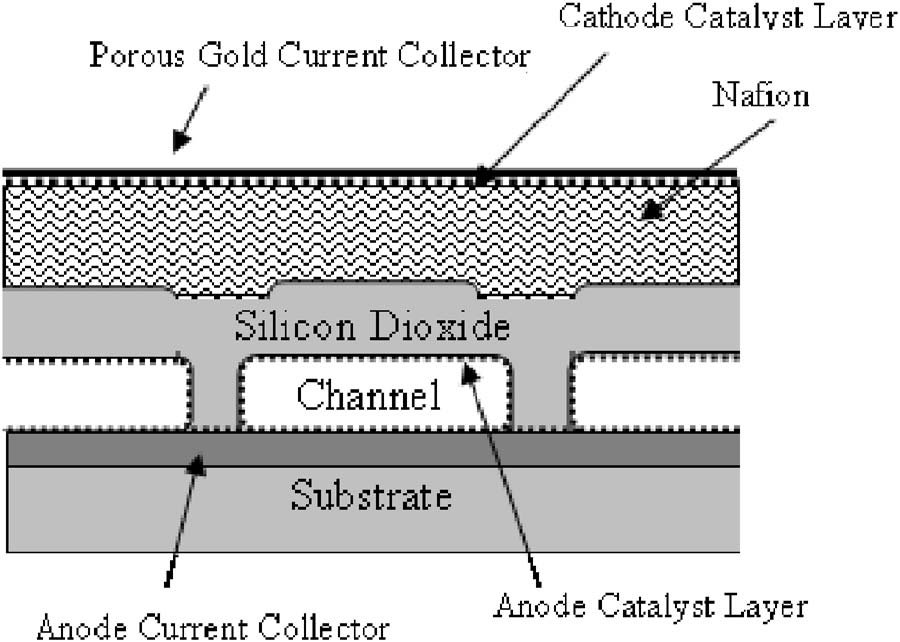 Cathode Catalyst Layer
Porous Gold Current Collector
Nafion
Silicon Dioxide
Channel
Substrate
Anode Catalyst Layer
Anode Current Collector